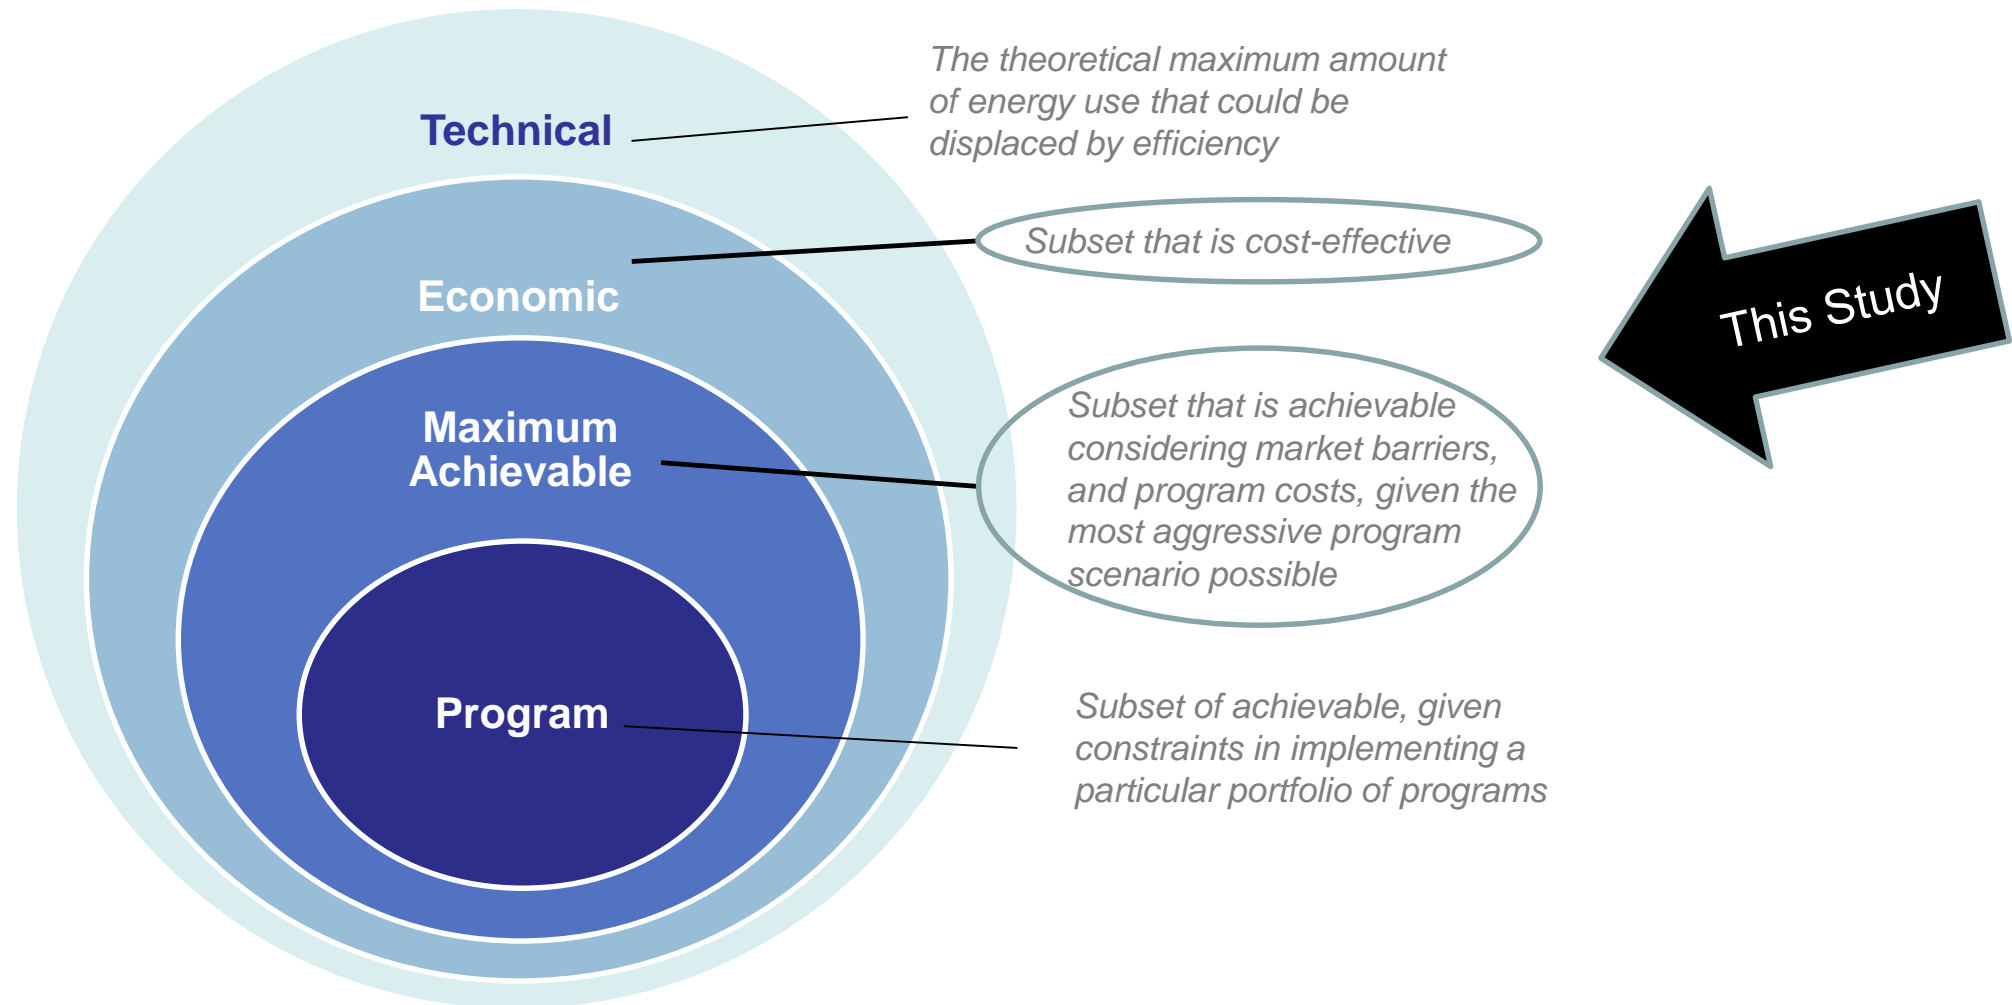 Technical
The theoretical maximum amount
of energy use that could be
displaced by efficiency
Economic
Subset that is cost-effective
This Study
Maximum
Achievable
Subset that is achievable
considering market barriers,
and program costs, given the
most aggressive program
scenario possible
Program
Subset of achievable, given
constraints in implementing a
particular portfolio of programs